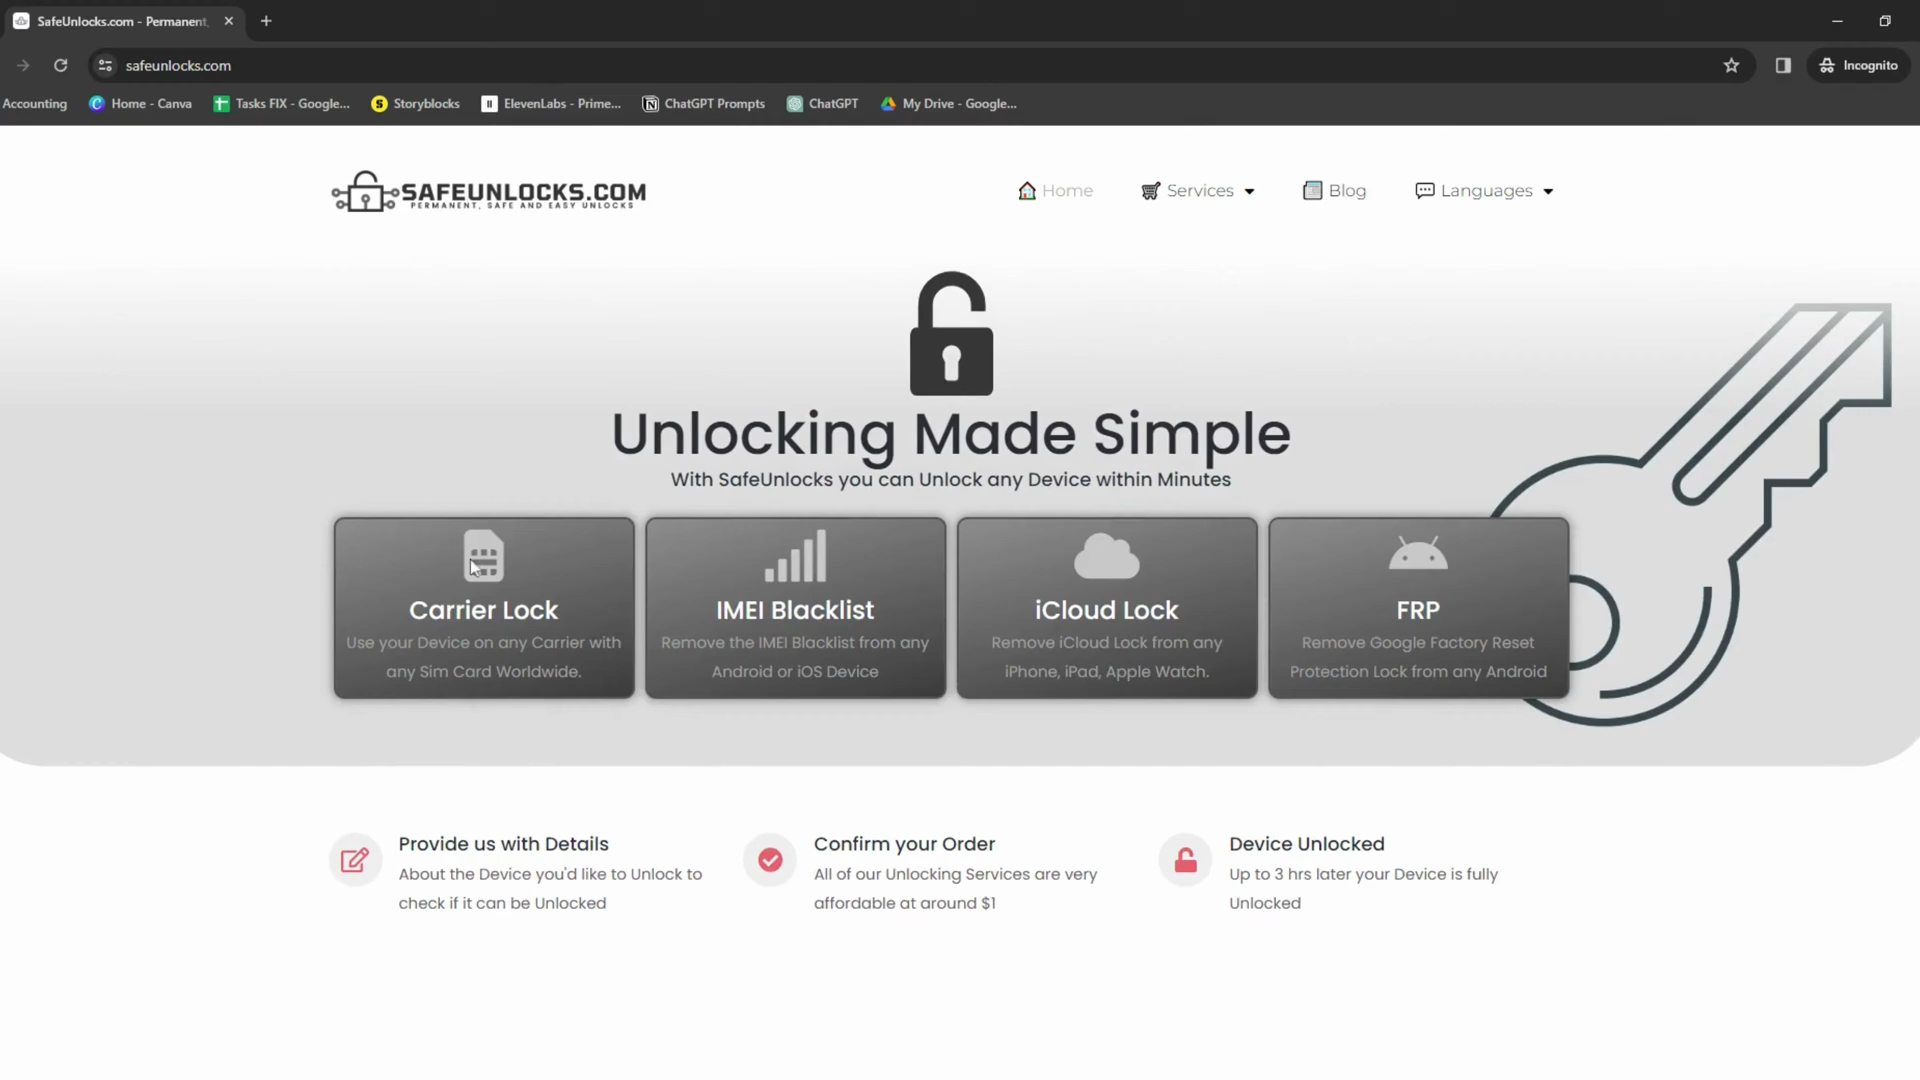 SafeUnlocks.com - Permanent,
safeunlocks.com
Incognito
Accounting
Home - Canva
Tasks FIX - Google...
Storyblocks
ElevenLabs - Prime...
ChatGPT Prompts
ChatGPT
My Drive - Google...
SAFEUNLOCKS.COM
PERMANENT, SAFE AND EASY UNLOCKS
Home
Services
Blog
Languages
Unlocking Made Simple
With SafeUnlocks you can Unlock any Device within Minutes
Carrier Lock
Use your Device on any Carrier with
any Sim Card Worldwide.
IMEI Blacklist
Remove the IMEI Blacklist from any
Android or iOS Device
iCloud Lock
Remove iCloud Lock from any
iPhone, iPad, Apple Watch.
FRP
Remove Google Factory Reset
Protection Lock from any Android
Provide us with Details
About the Device you'd like to Unlock to
check if it can be Unlocked
Confirm your Order
All of our Unlocking Services are very
affordable at around $1
Device Unlocked
Up to 3 hrs later your Device is fully
Unlocked